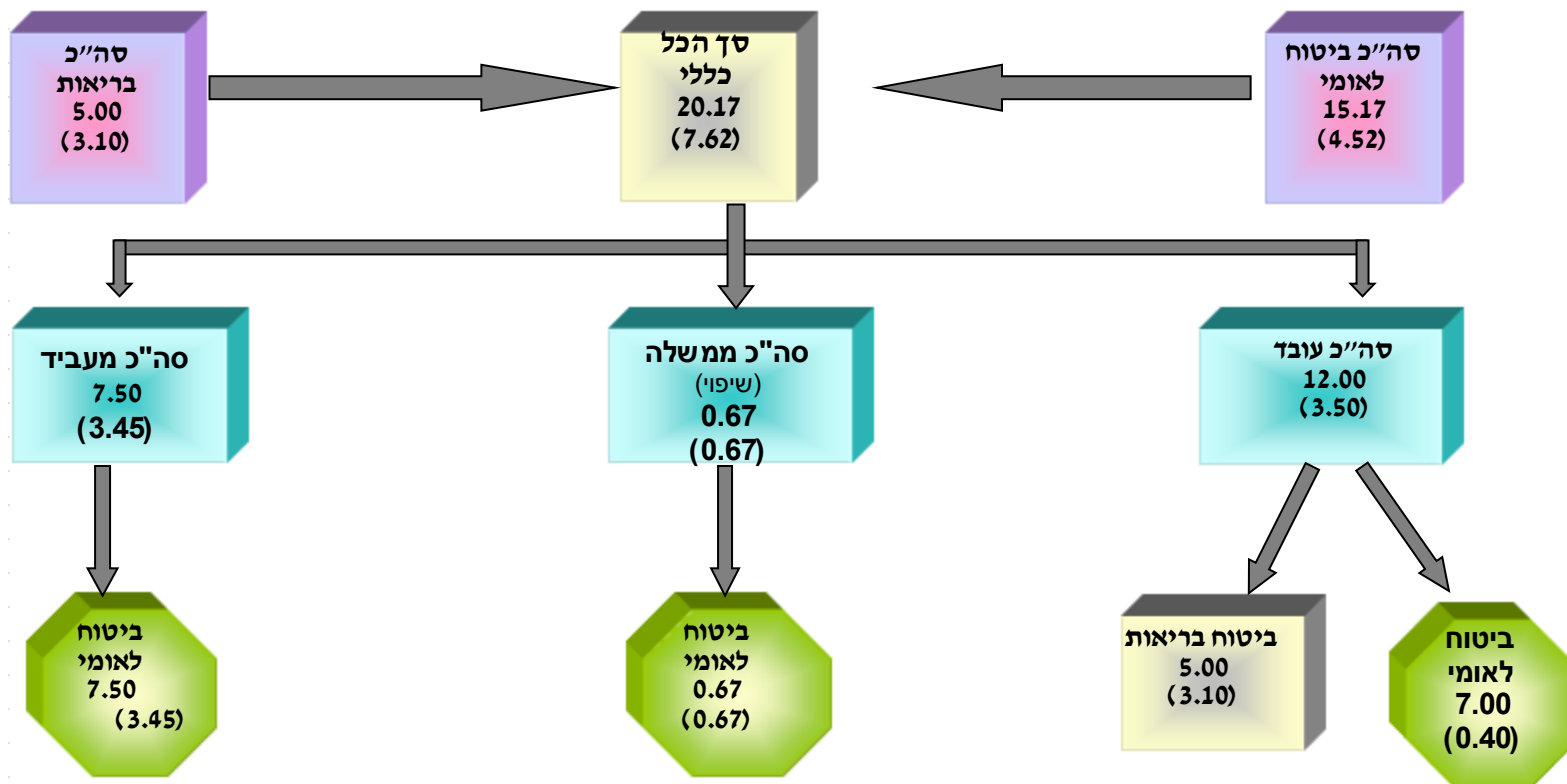 סה״כ ביטוח
לאומי
15.17
(4.52)
סך הכל
כללי
20.17
(7.62)
סה״כ
בריאות
5.00
(3.10)
סה״כ עובד
12.00
(3.50)
סה"כ ממשלה
(שיפוי)
0.67
(0.67)
סה"כ מעביד
7.50
(3.45)
ביטוח
לאומי
7.00
(0.40)
ביטוח בריאות
5.00
(3.10)
ביטוח
לאומי
0.67
(0.67)
ביטוח
לאומי
7.50
(3.45)